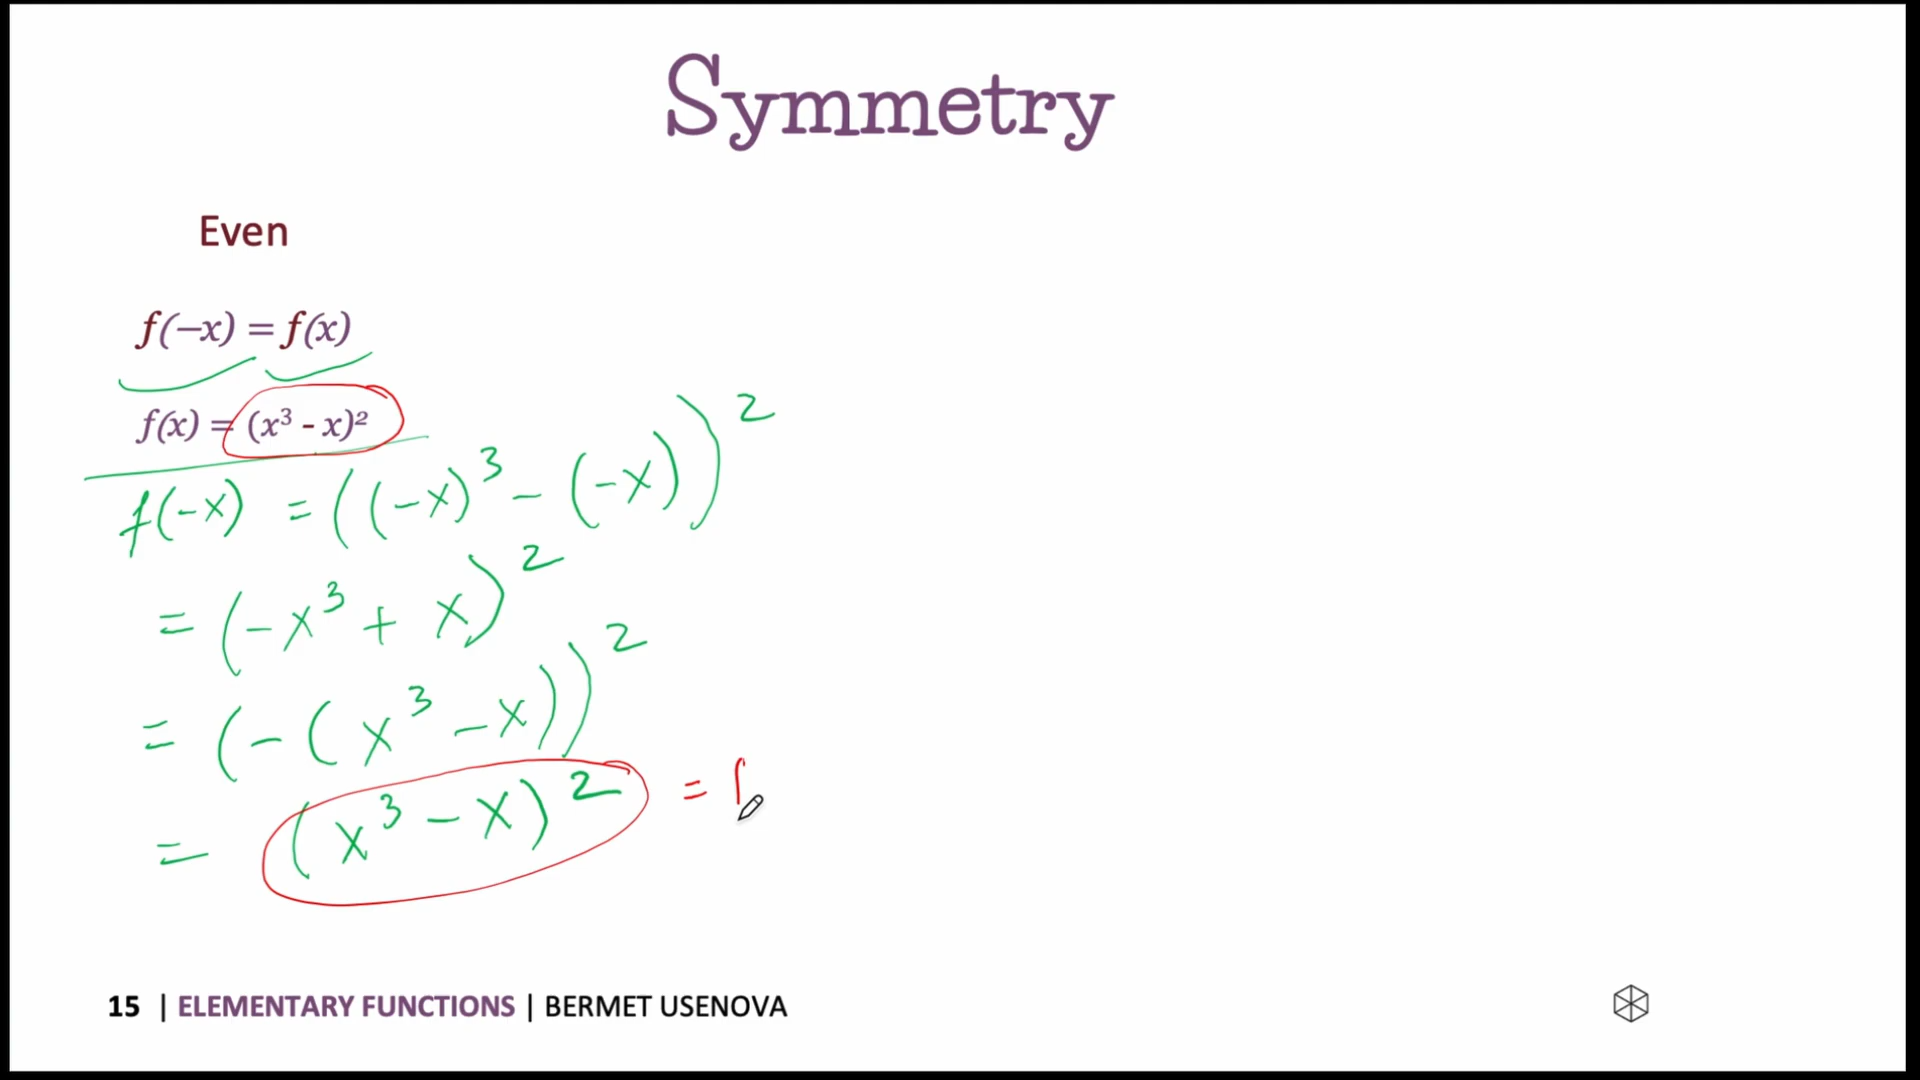 Symmetry
Even
f(−x) = f(x)
f(x) = (x³ - x)²
f(-x) = ((-x)³ - (-x))²
= (-x³ + x)²
= (-(x³ - x))²
= (x³ - x)² =
15 | ELEMENTARY FUNCTIONS | BERMET USENOVA